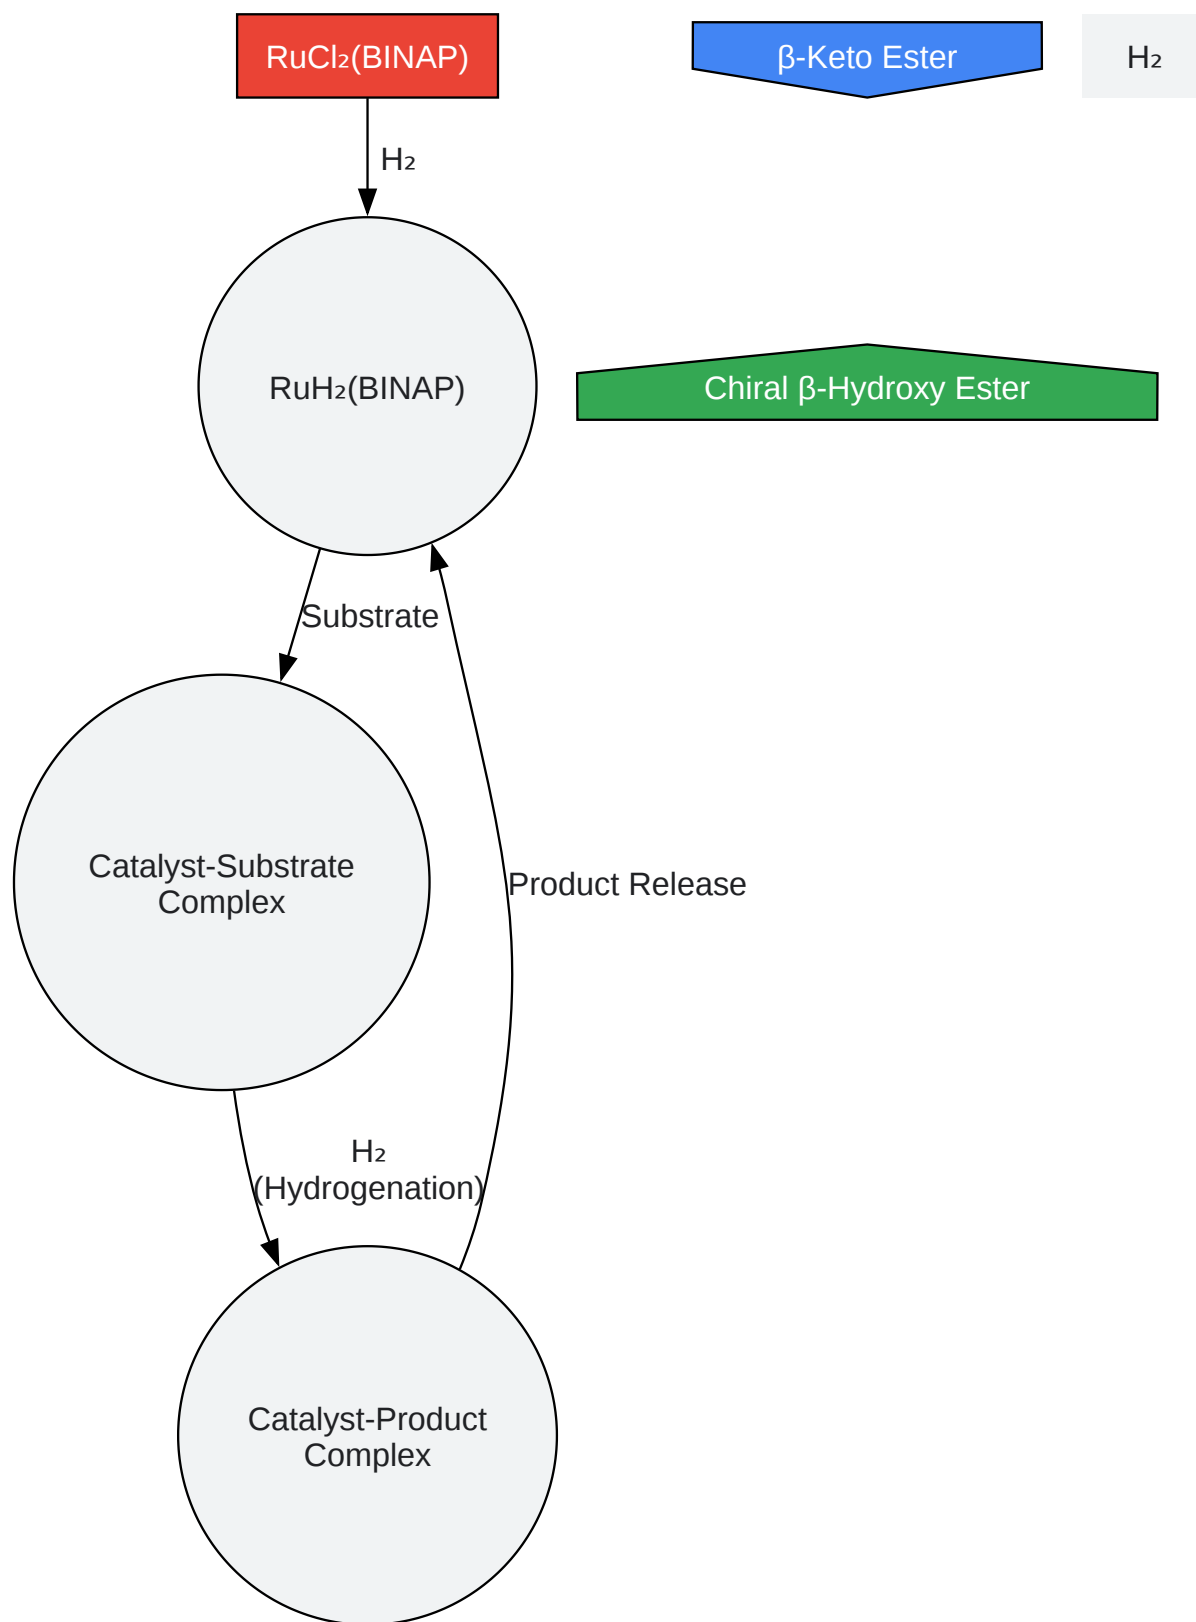 RuCl₂(BINAP)
β-Keto Ester
H₂
H₂
RuH₂(BINAP)
Chiral β-Hydroxy Ester
Substrate
Catalyst-Substrate
Complex
Product Release
H₂
(Hydrogenation)
Catalyst-Product
Complex